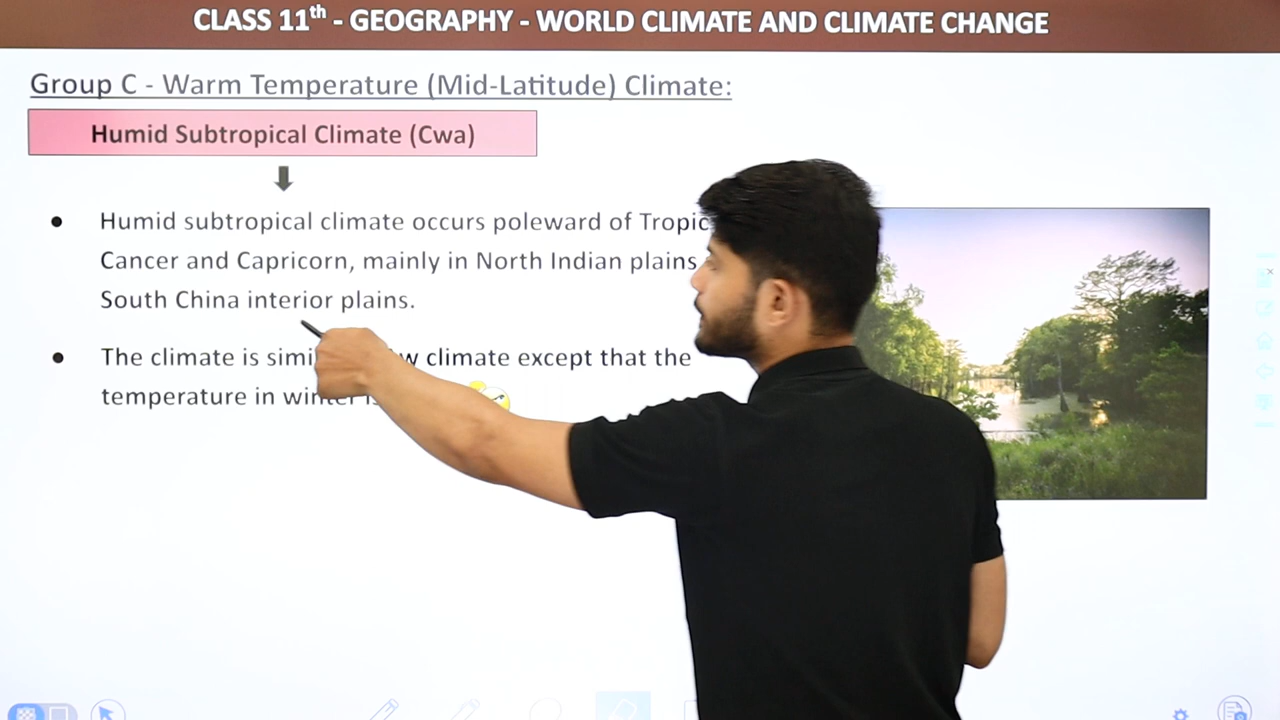 CLASS 11th - GEOGRAPHY - WORLD CLIMATE AND CLIMATE CHANGE
Group C - Warm Temperature (Mid-Latitude) Climate:
Humid Subtropical Climate (Cwa)
● Humid subtropical climate occurs poleward of Tropic
Cancer and Capricorn, mainly in North Indian plains
South China interior plains.
● The climate is climate except that the
temperature in winter